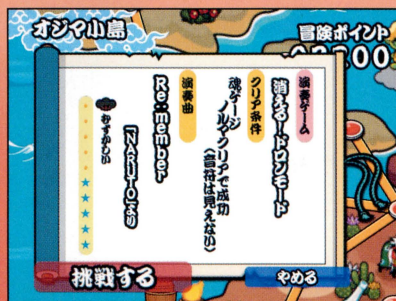 オジマ小島
冒険ポイント
演奏ゲーム
消える!ドロンモード
クリア条件
魂ゲージ
ノルマクリアで成功
(音符は見えない)
演奏曲
Re:member
「NARUTO」より
むずかしい
★★★★★
挑戦する
やめる